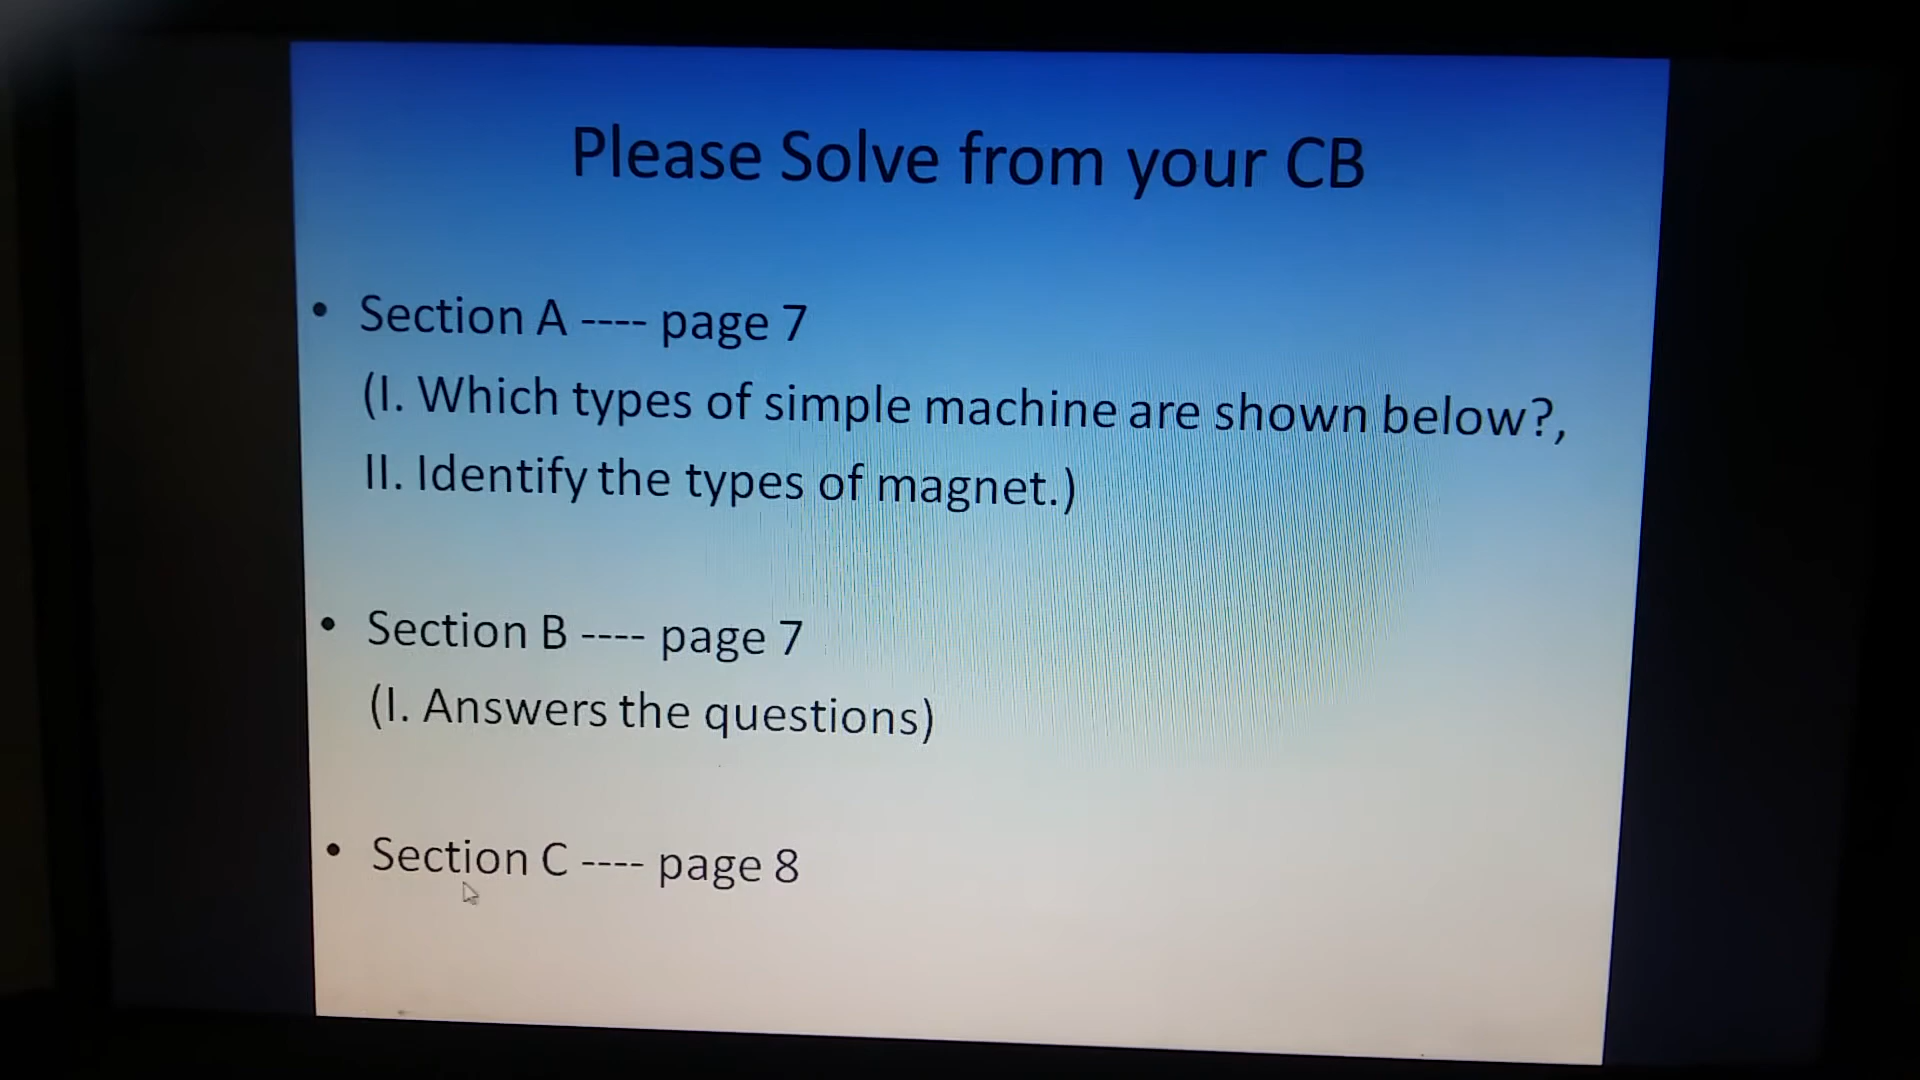 Please Solve from your CB
• Section A ---- page 7
(I. Which types of simple machine are shown below?,
II. Identify the types of magnet.)
• Section B ---- page 7
(I. Answers the questions)
• Section C ---- page 8